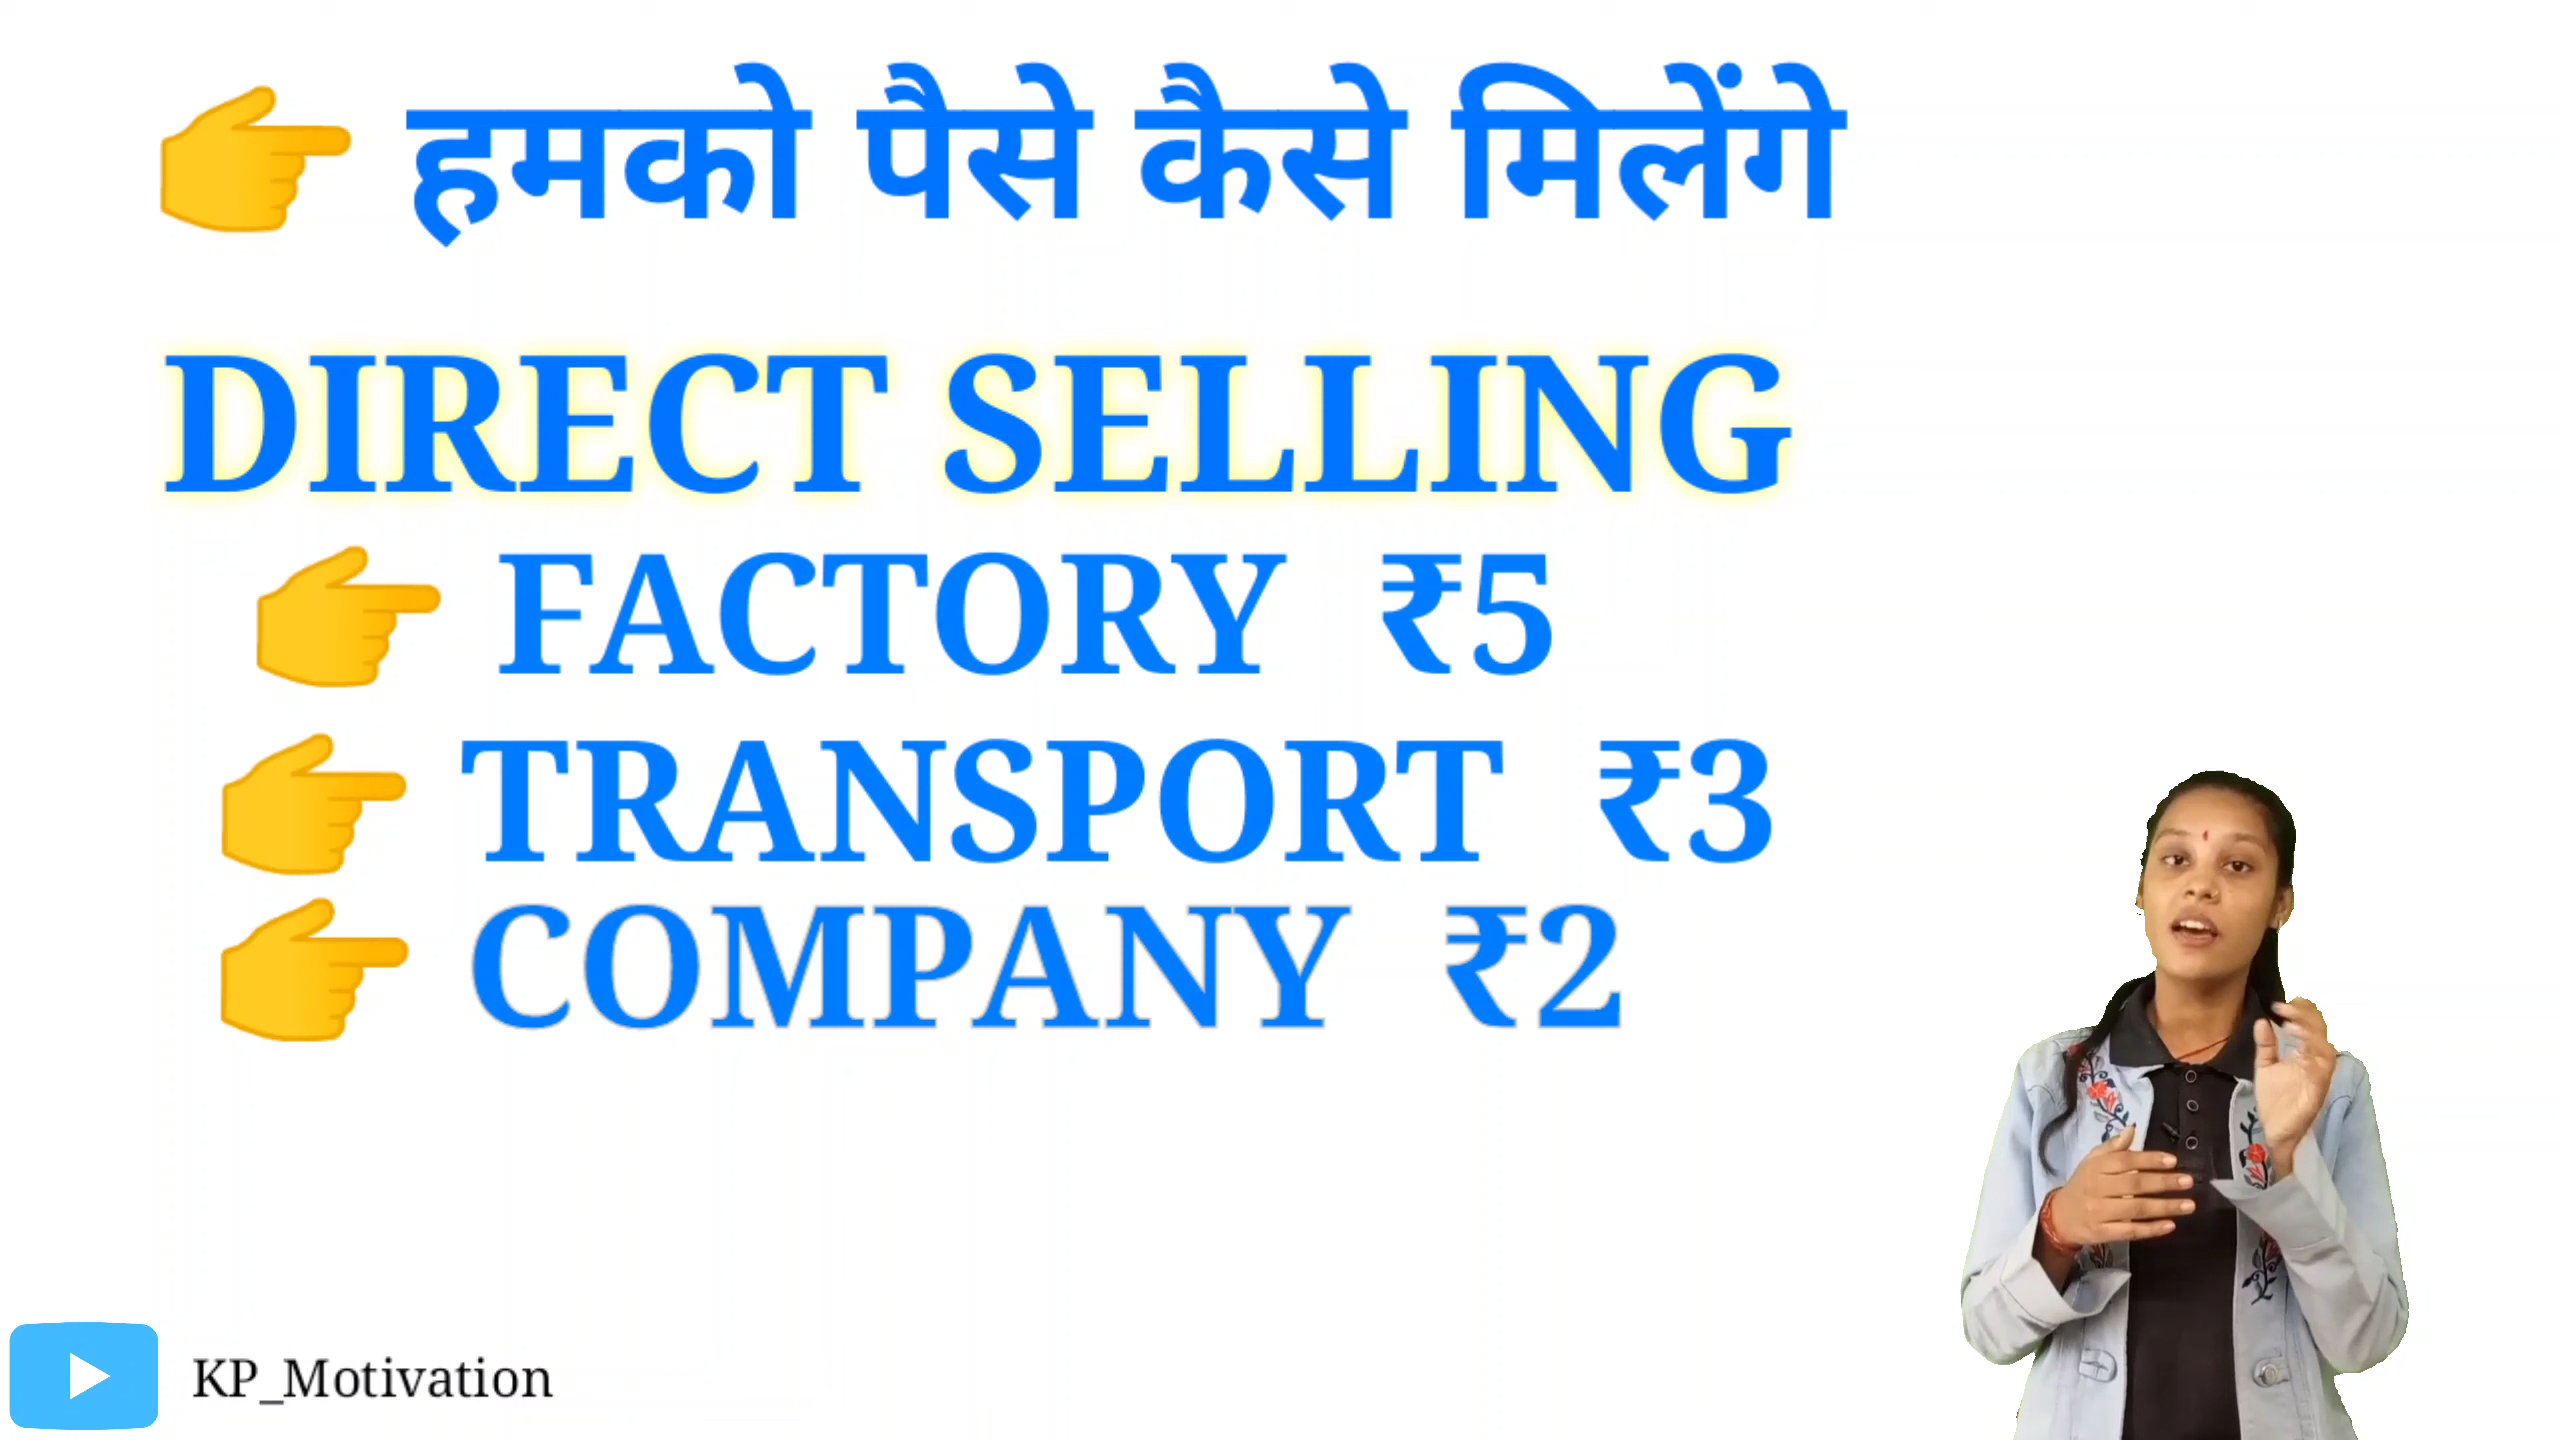 👉 हमको पैसे कैसे मिलेंगे
DIRECT SELLING
👉 FACTORY ₹5
👉 TRANSPORT ₹3
👉 COMPANY ₹2
KP_Motivation